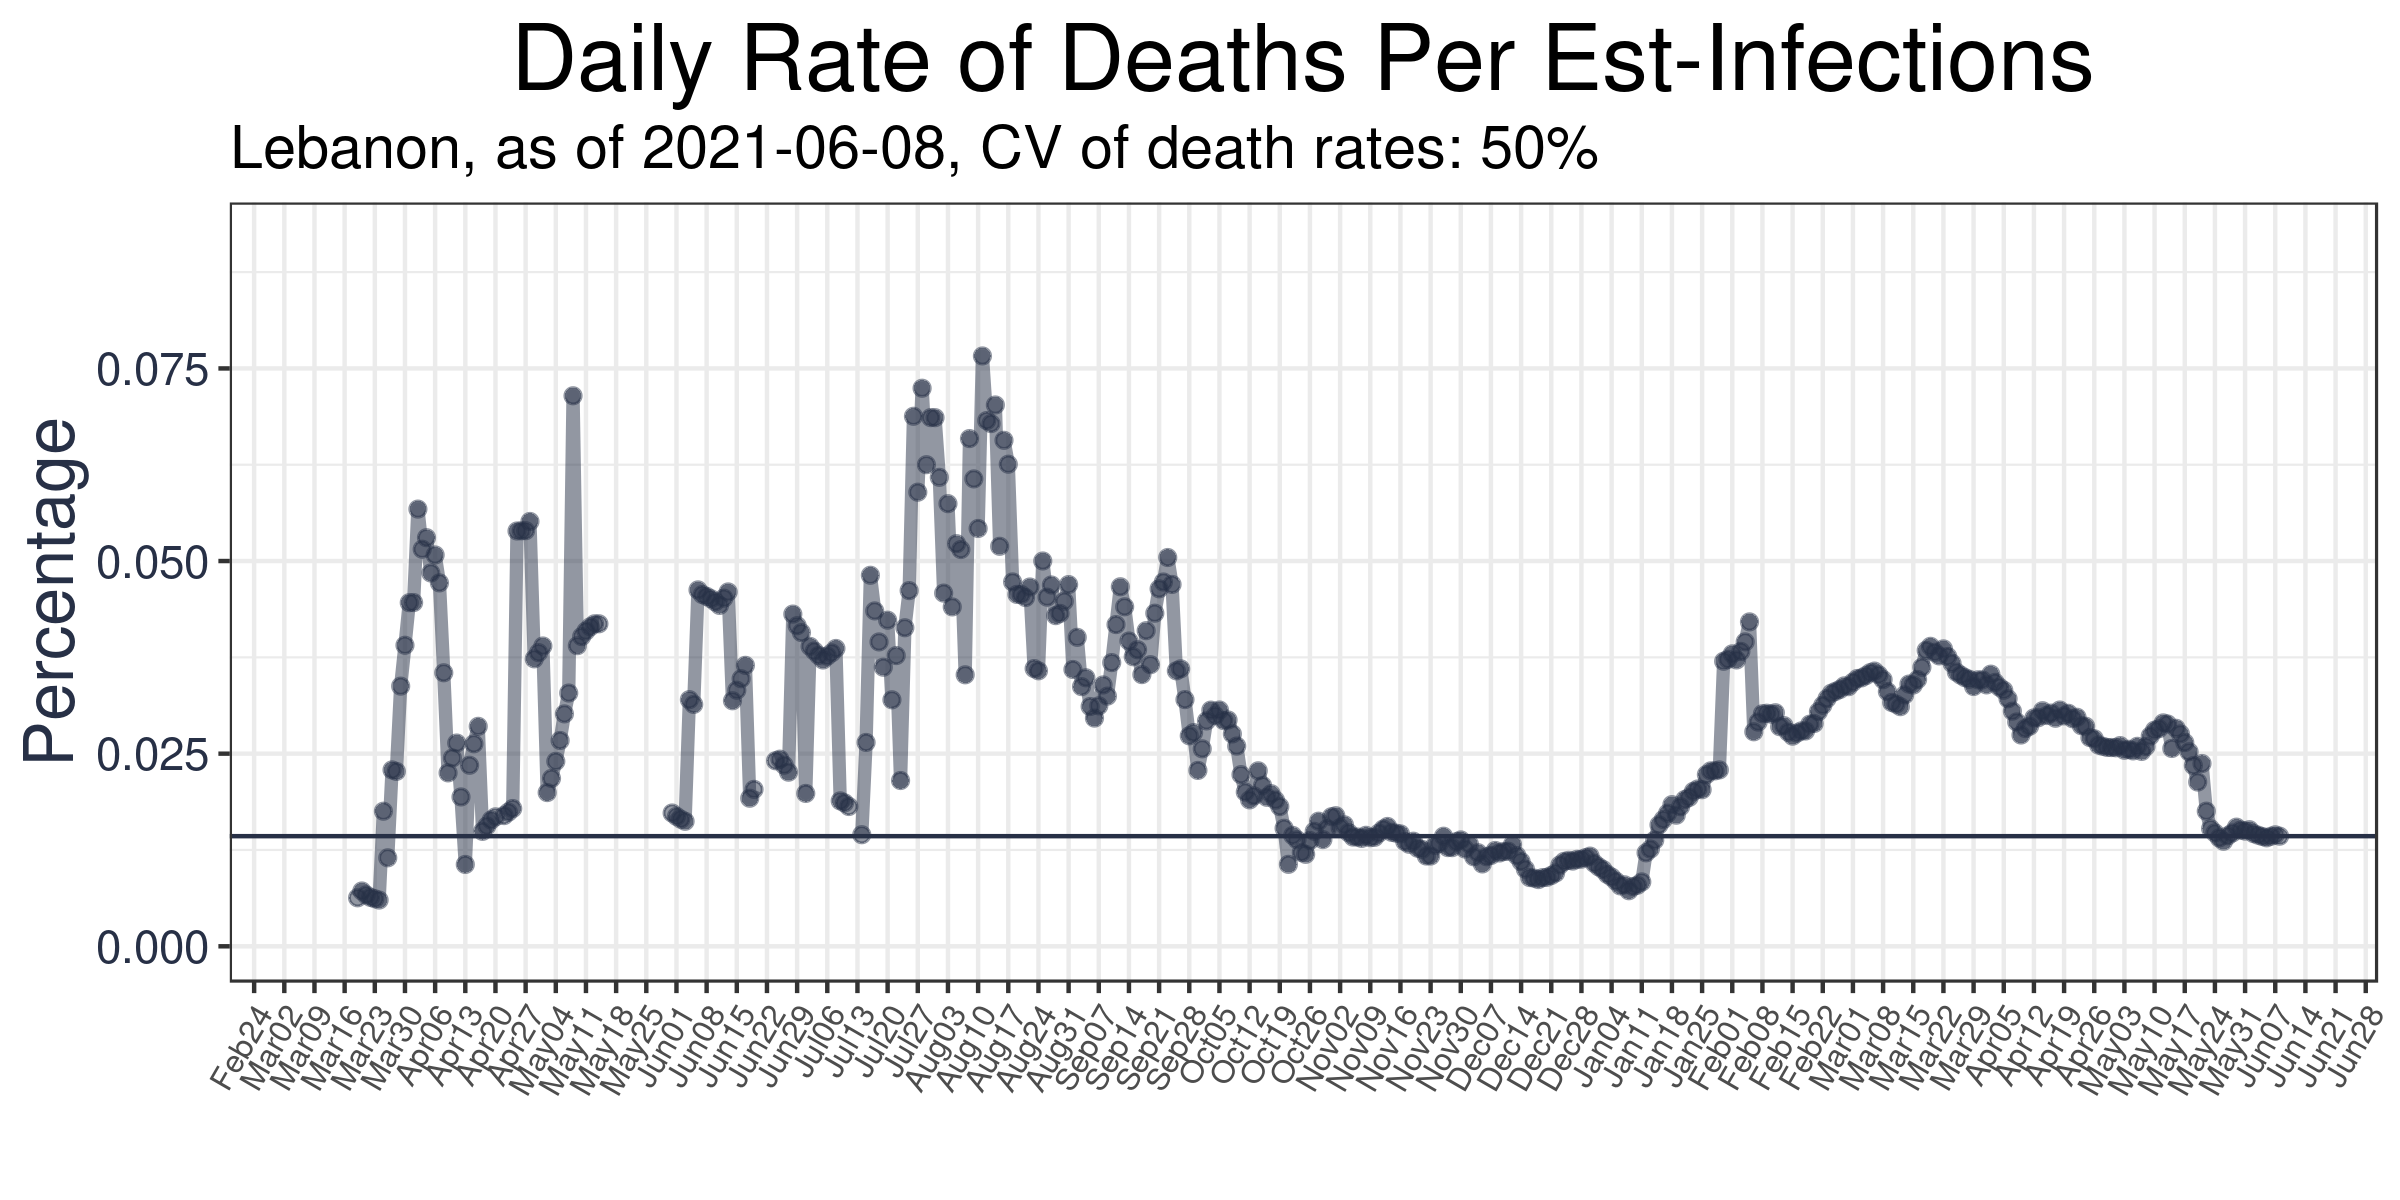 Daily Rate of Deaths Per Est-Infections
Lebanon, as of 2021-06-08, CV of death rates: 50%
Percentage
0.075
0.050
0.025
0.000
Feb24
Mar02
Mar09
Mar16
Mar23
Mar30
Apr06
Apr13
Apr20
Apr27
May04
May11
May18
May25
Jun01
Jun08
Jun15
Jun22
Jun29
Jul06
Jul13
Jul20
Jul27
Aug03
Aug10
Aug17
Aug24
Aug31
Sep07
Sep14
Sep21
Sep28
Oct05
Oct12
Oct19
Oct26
Nov02
Nov09
Nov16
Nov23
Nov30
Dec07
Dec14
Dec21
Dec28
Jan04
Jan11
Jan18
Jan25
Feb01
Feb08
Feb15
Feb22
Mar01
Mar08
Mar15
Mar22
Mar29
Apr05
Apr12
Apr19
Apr26
May03
May10
May17
May24
May31
Jun07
Jun14
Jun21
Jun28